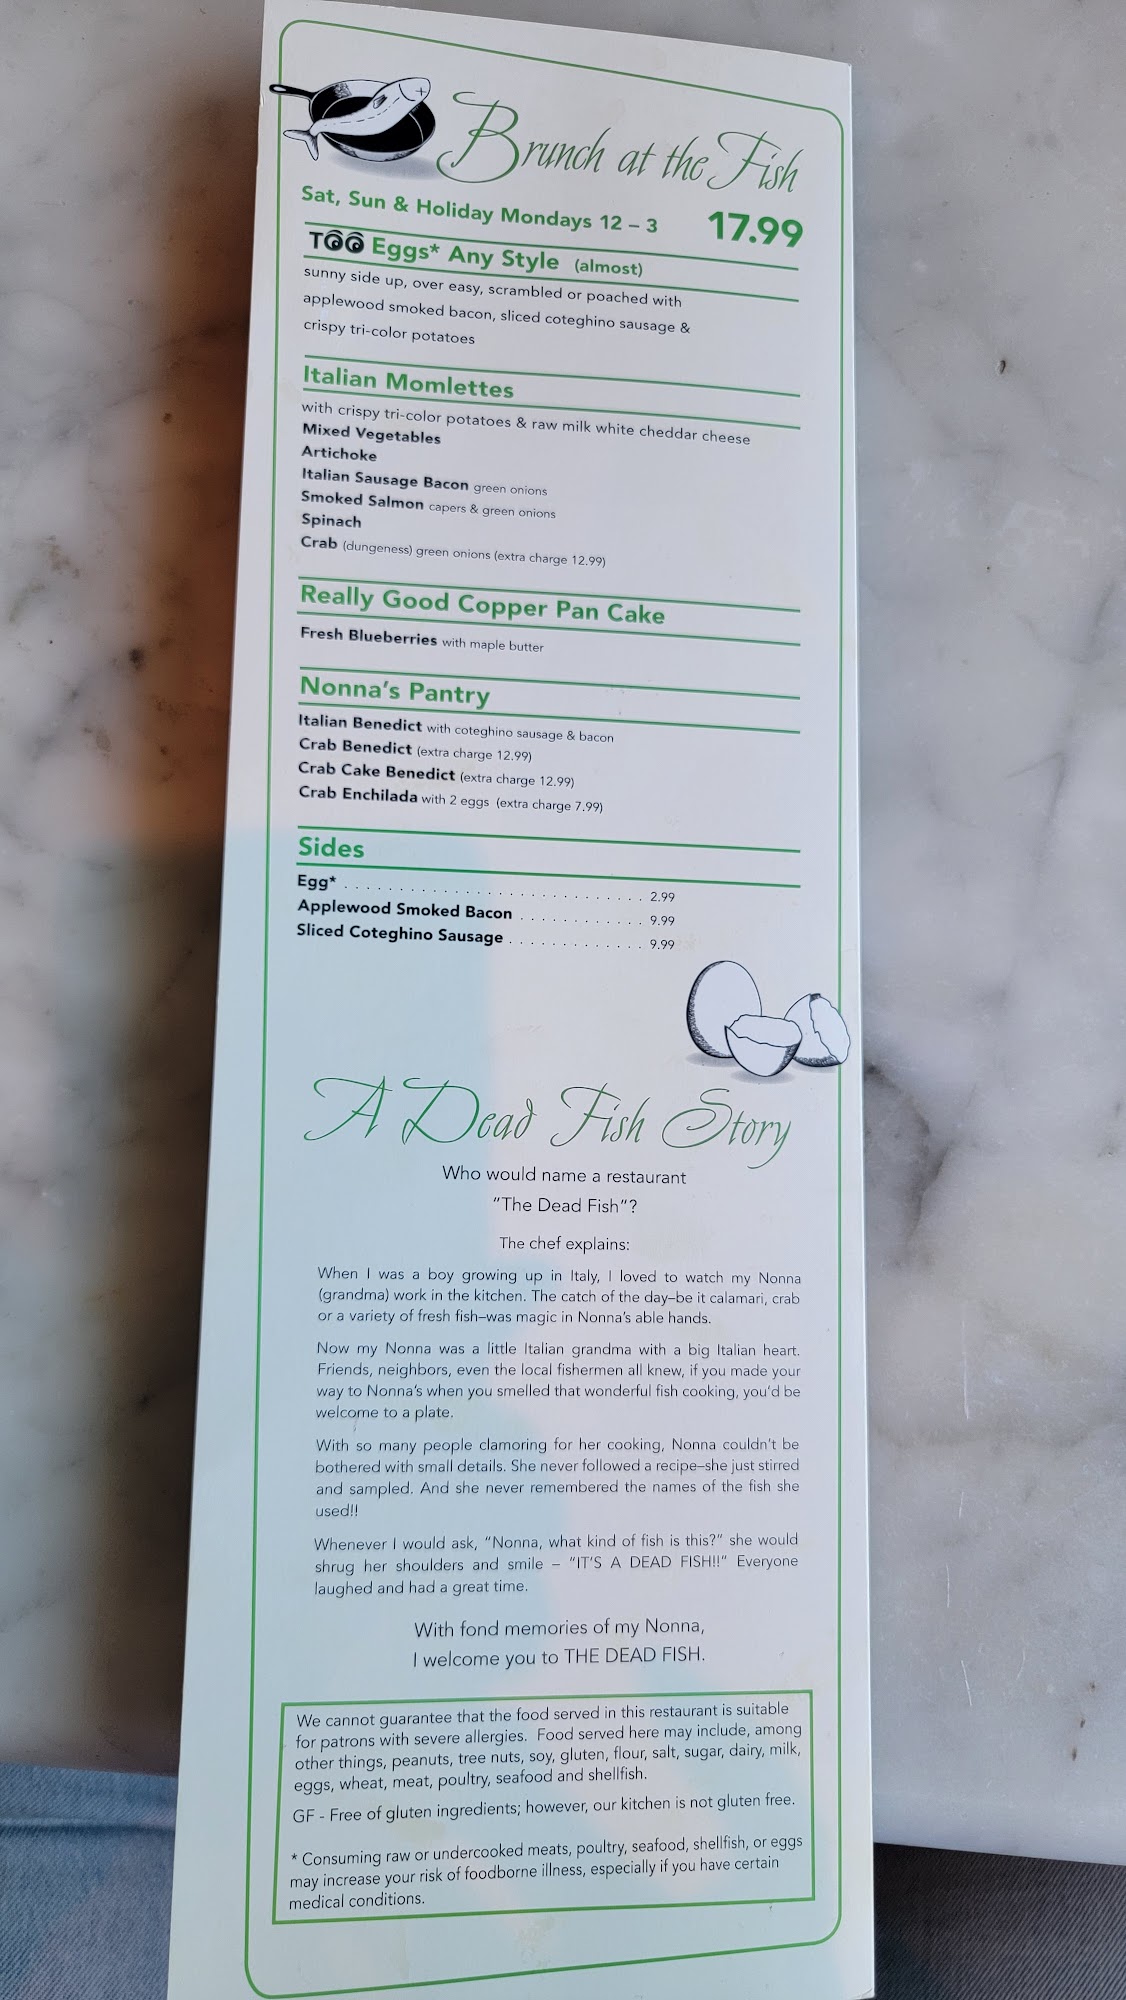 Brunch at the Fish
Sat, Sun & Holiday Mondays 12 – 3 17.99
TOO Eggs* Any Style (almost)
sunny side up, over easy, scrambled or poached with
applewood smoked bacon, sliced coteghino sausage &
crispy tri-color potatoes
Italian Momlettes
with crispy tri-color potatoes & raw milk white cheddar cheese
Mixed Vegetables
Artichoke
Italian Sausage Bacon green onions
Smoked Salmon capers & green onions
Spinach
Crab (dungeness) green onions (extra charge 12.99)
Really Good Copper Pan Cake
Fresh Blueberries with maple butter
Nonna's Pantry
Italian Benedict with coteghino sausage & bacon
Crab Benedict (extra charge 12.99)
Crab Cake Benedict (extra charge 12.99)
Crab Enchilada with 2 eggs (extra charge 7.99)
Sides
Egg* . . . . . . . . . . . . . . . . . . . . . . . . . . . . 2.99
Applewood Smoked Bacon . . . . . . . . . . . . 9.99
Sliced Coteghino Sausage . . . . . . . . . . . . . 9.99
A Dead Fish Story
Who would name a restaurant
"The Dead Fish"?
The chef explains:
When I was a boy growing up in Italy, I loved to watch my Nonna
(grandma) work in the kitchen. The catch of the day–be it calamari, crab
or a variety of fresh fish–was magic in Nonna's able hands.
Now my Nonna was a little Italian grandma with a big Italian heart.
Friends, neighbors, even the local fishermen all knew, if you made your
way to Nonna's when you smelled that wonderful fish cooking, you'd be
welcome to a plate.
With so many people clamoring for her cooking, Nonna couldn't be
bothered with small details. She never followed a recipe–she just stirred
and sampled. And she never remembered the names of the fish she
used!!
Whenever I would ask, "Nonna, what kind of fish is this?" she would
shrug her shoulders and smile – "IT'S A DEAD FISH!!" Everyone
laughed and had a great time.
With fond memories of my Nonna,
I welcome you to THE DEAD FISH.
We cannot guarantee that the food served in this restaurant is suitable
for patrons with severe allergies. Food served here may include, among
other things, peanuts, tree nuts, soy, gluten, flour, salt, sugar, dairy, milk,
eggs, wheat, meat, poultry, seafood and shellfish.
GF - Free of gluten ingredients; however, our kitchen is not gluten free.
* Consuming raw or undercooked meats, poultry, seafood, shellfish, or eggs
may increase your risk of foodborne illness, especially if you have certain
medical conditions.